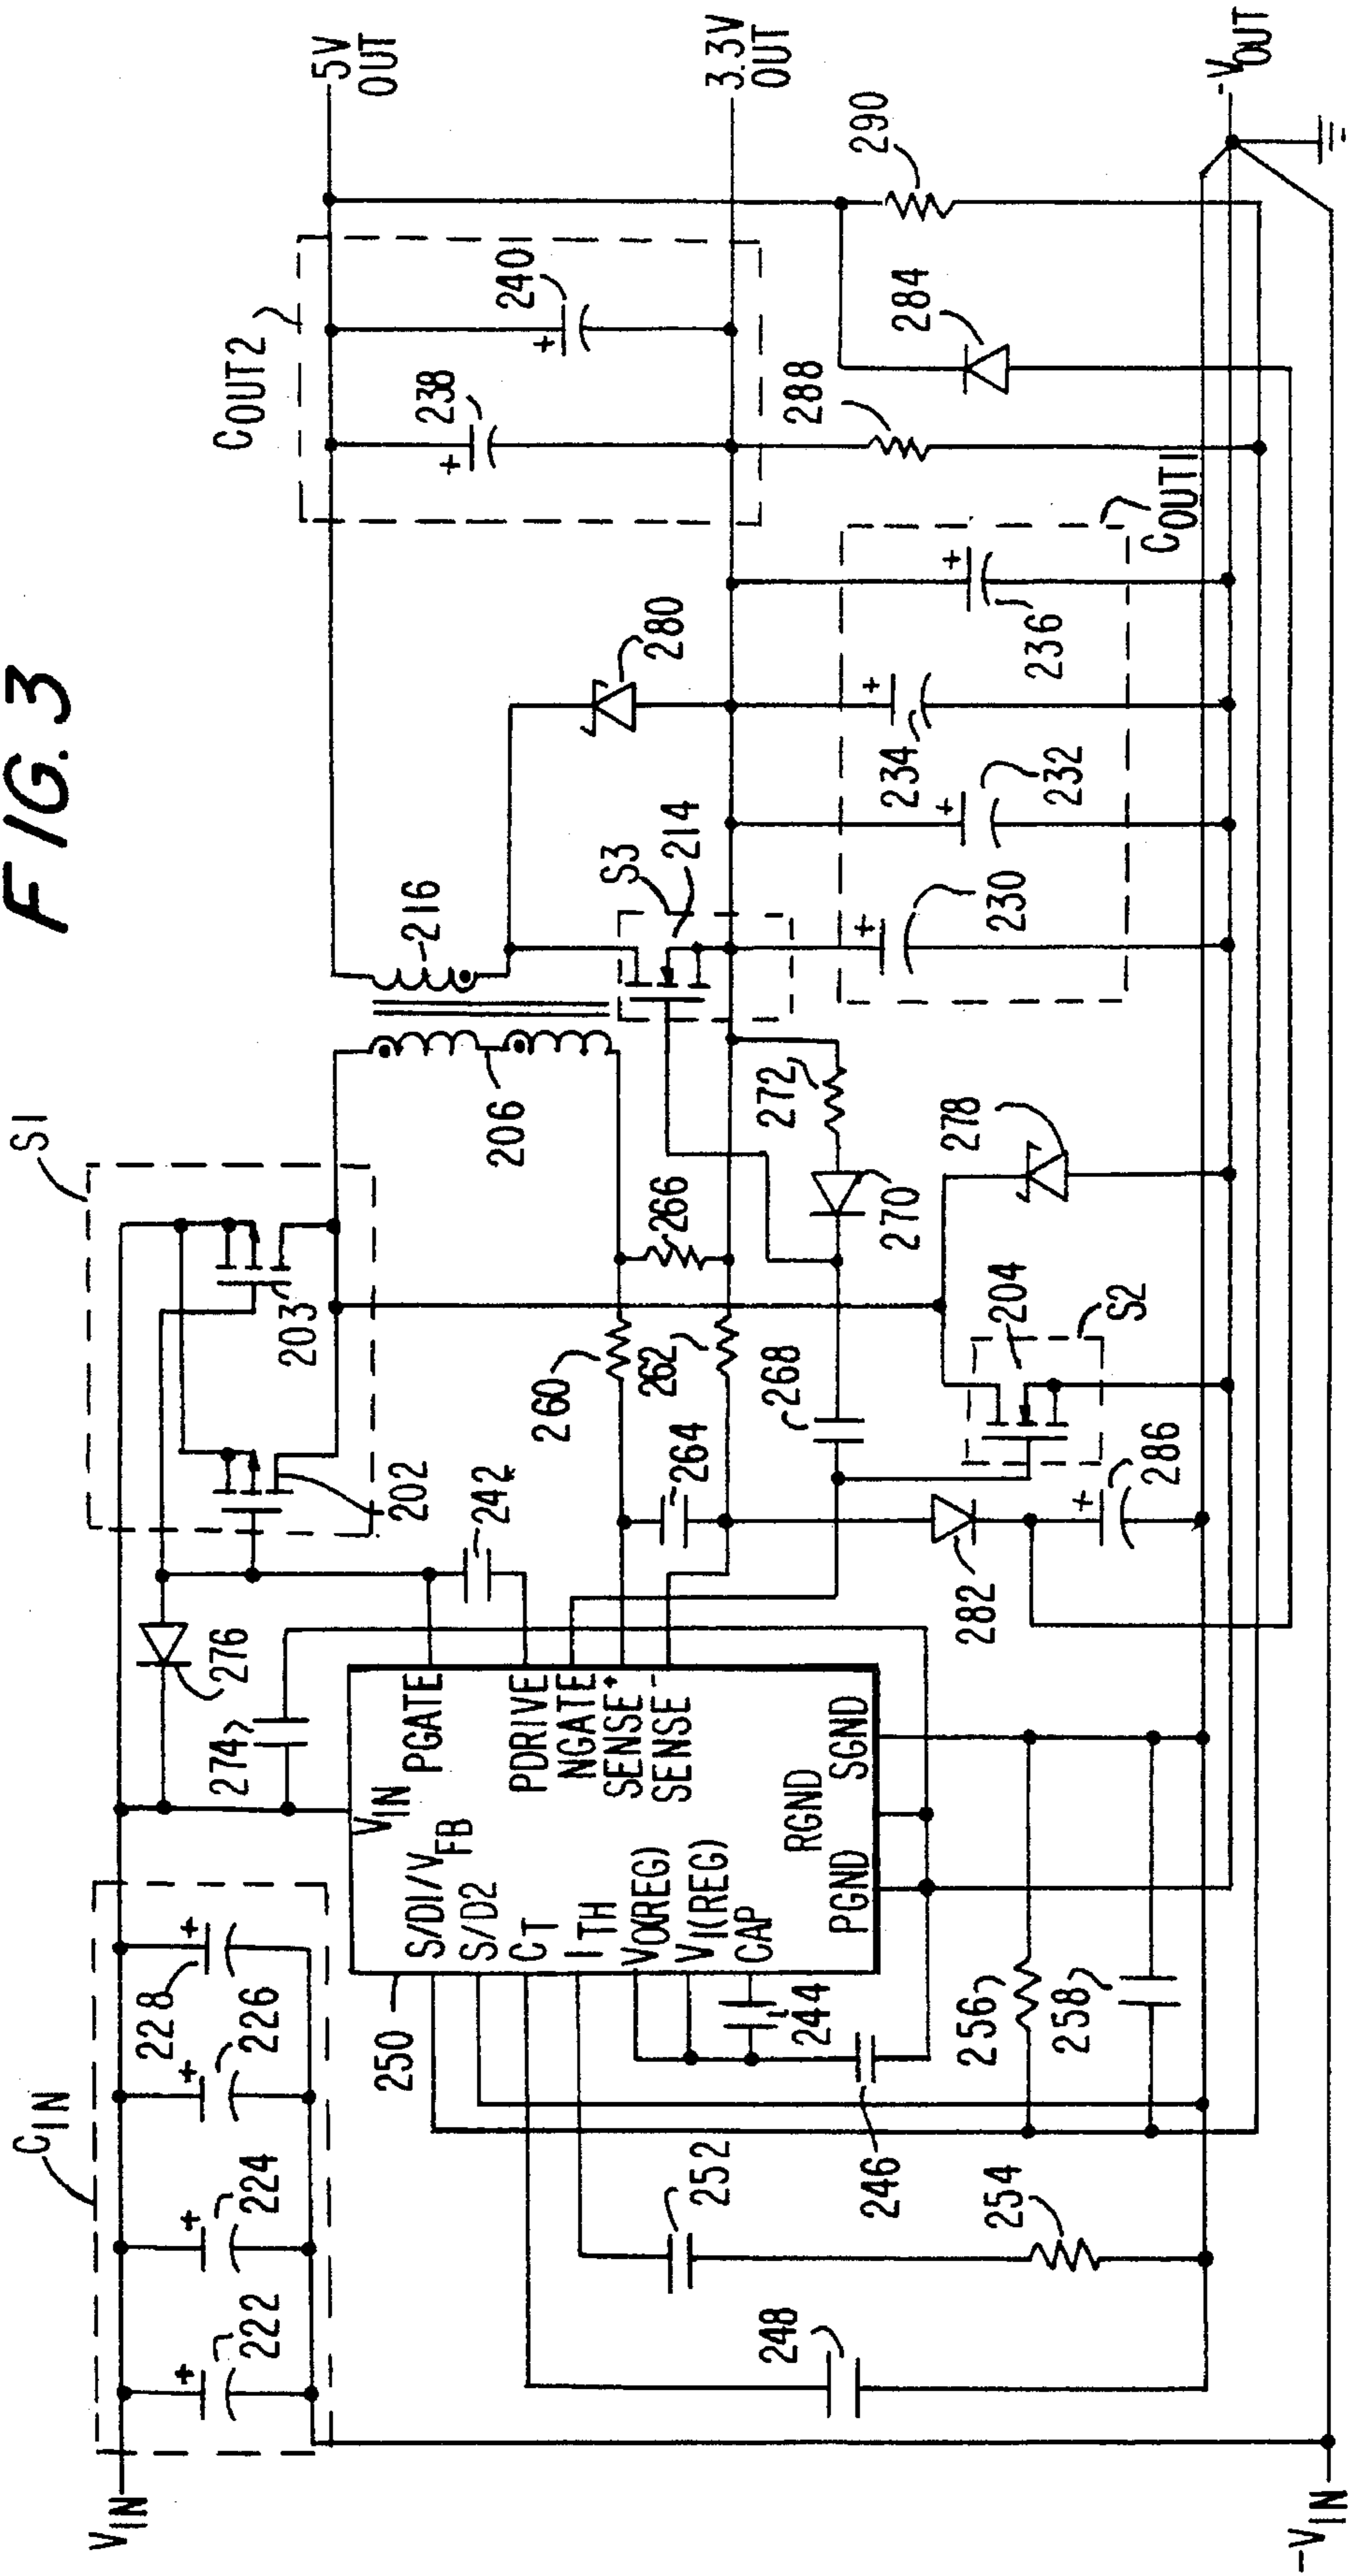 FIG. 3
S1
CIN
VIN
228
226
224
222
276
274
250
VIN
S/D1/VFB
S/D2
CT
ITH
VO(REG)
VI(REG)
CAP
PGATE
PDRIVE
NGATE
SENSE+
SENSE-
RGND
PGND
SGND
202
203
242
206
216
260
262
264
266
268
270
272
S3
214
280
COUT2
238
240
5V
OUT
3.3V
OUT
-VOUT
290
284
288
COUT1
236
234
232
230
278
204
S2
286
282
244
246
248
252
254
256
258
-VIN